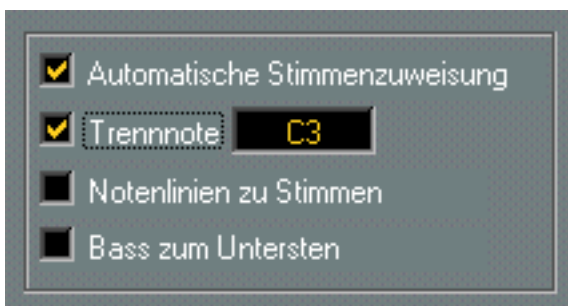 Automatische Stimmenzuweisung
Trennnote C3
Notenlinien zu Stimmen
Bass zum Untersten